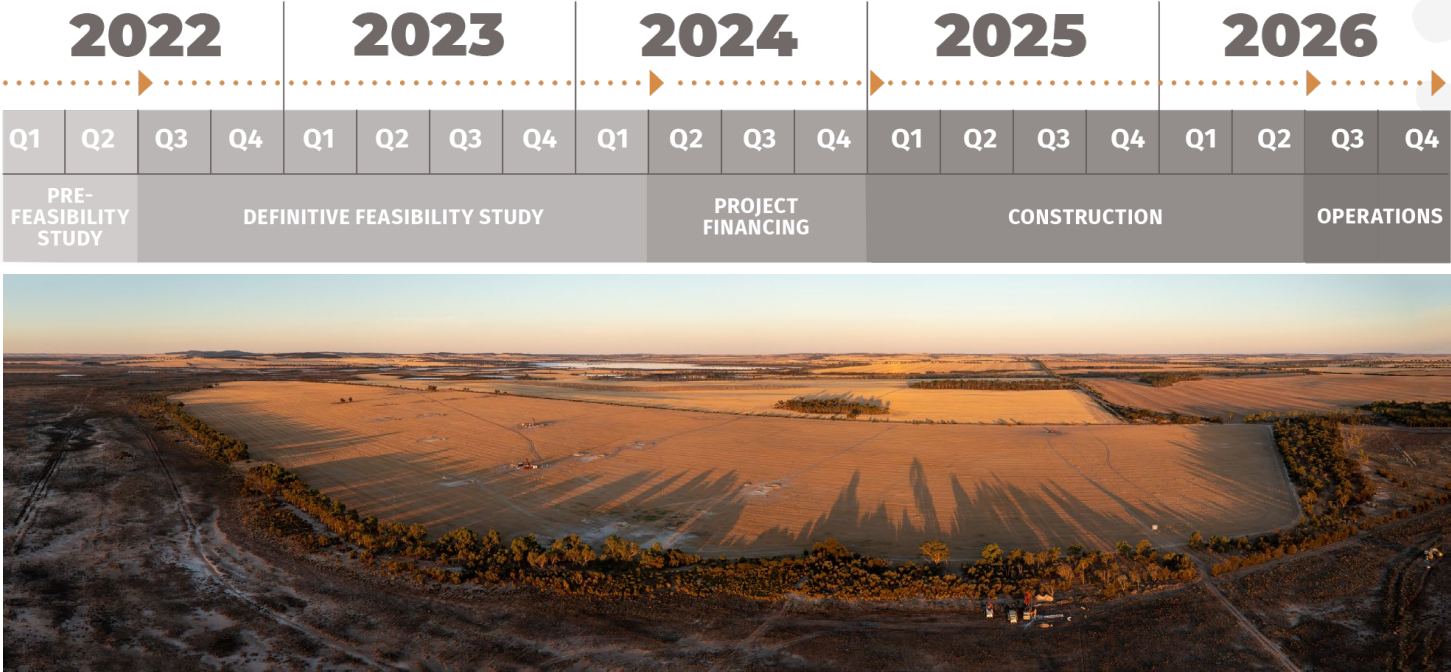 2022 2023 2024 2025 2026
Q1 Q2 Q3 Q4 Q1 Q2 Q3 Q4 Q1 Q2 Q3 Q4 Q1 Q2 Q3 Q4 Q1 Q2 Q3 Q4
PRE-
FEASIBILITY
STUDY
DEFINITIVE FEASIBILITY STUDY
PROJECT
FINANCING
CONSTRUCTION
OPERATIONS